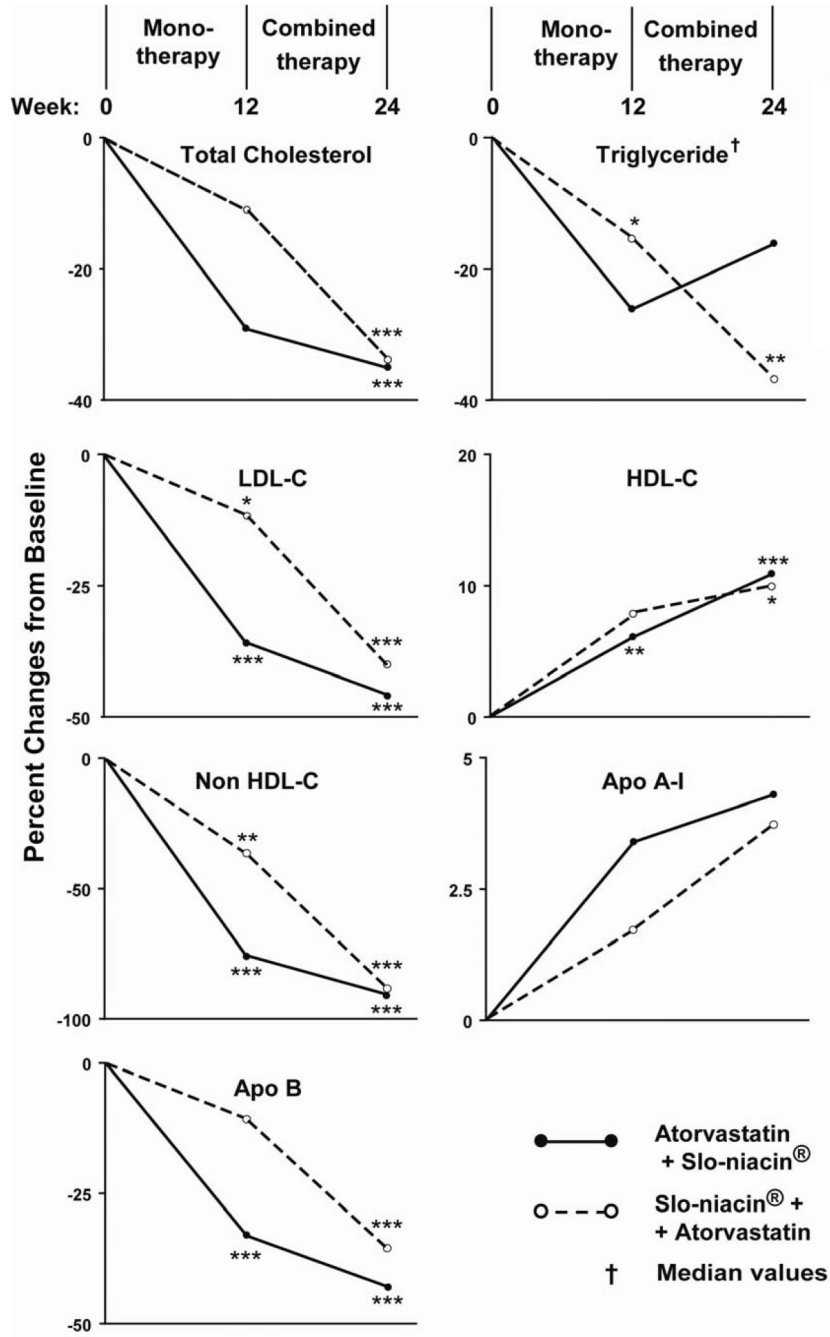 Mono-
therapy
Combined
therapy
Mono-
therapy
Combined
therapy
Week: 0 12 24 0 12 24
Percent Changes from Baseline
Total Cholesterol
0
-20
-40
***
***
Triglyceride†
0
-20
-40
*
**
LDL-C
0
-25
-50
*
***
***
***
HDL-C
20
10
0
***
*
**
Non HDL-C
0
-50
-100
**
***
***
***
Apo A-I
5
2.5
0
Apo B
0
-25
-50
***
***
***
Atorvastatin
+ Slo-niacin®
Slo-niacin® +
+ Atorvastatin
† Median values